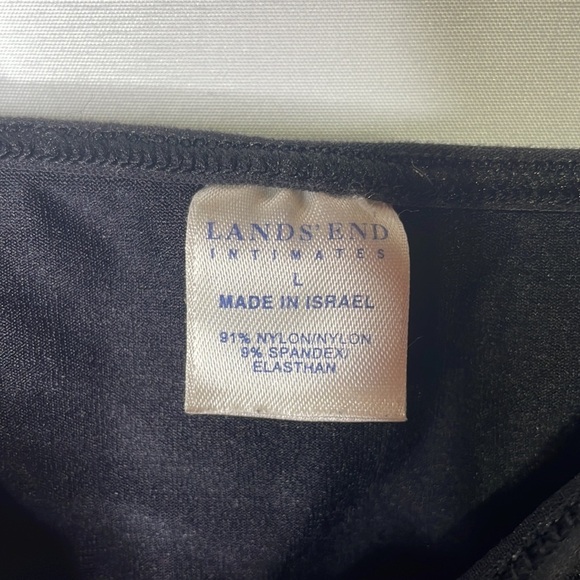 LANDS' END
INTIMATES
L
MADE IN ISRAEL
91% NYLON/NYLON
9% SPANDEX/
ELASTHAN